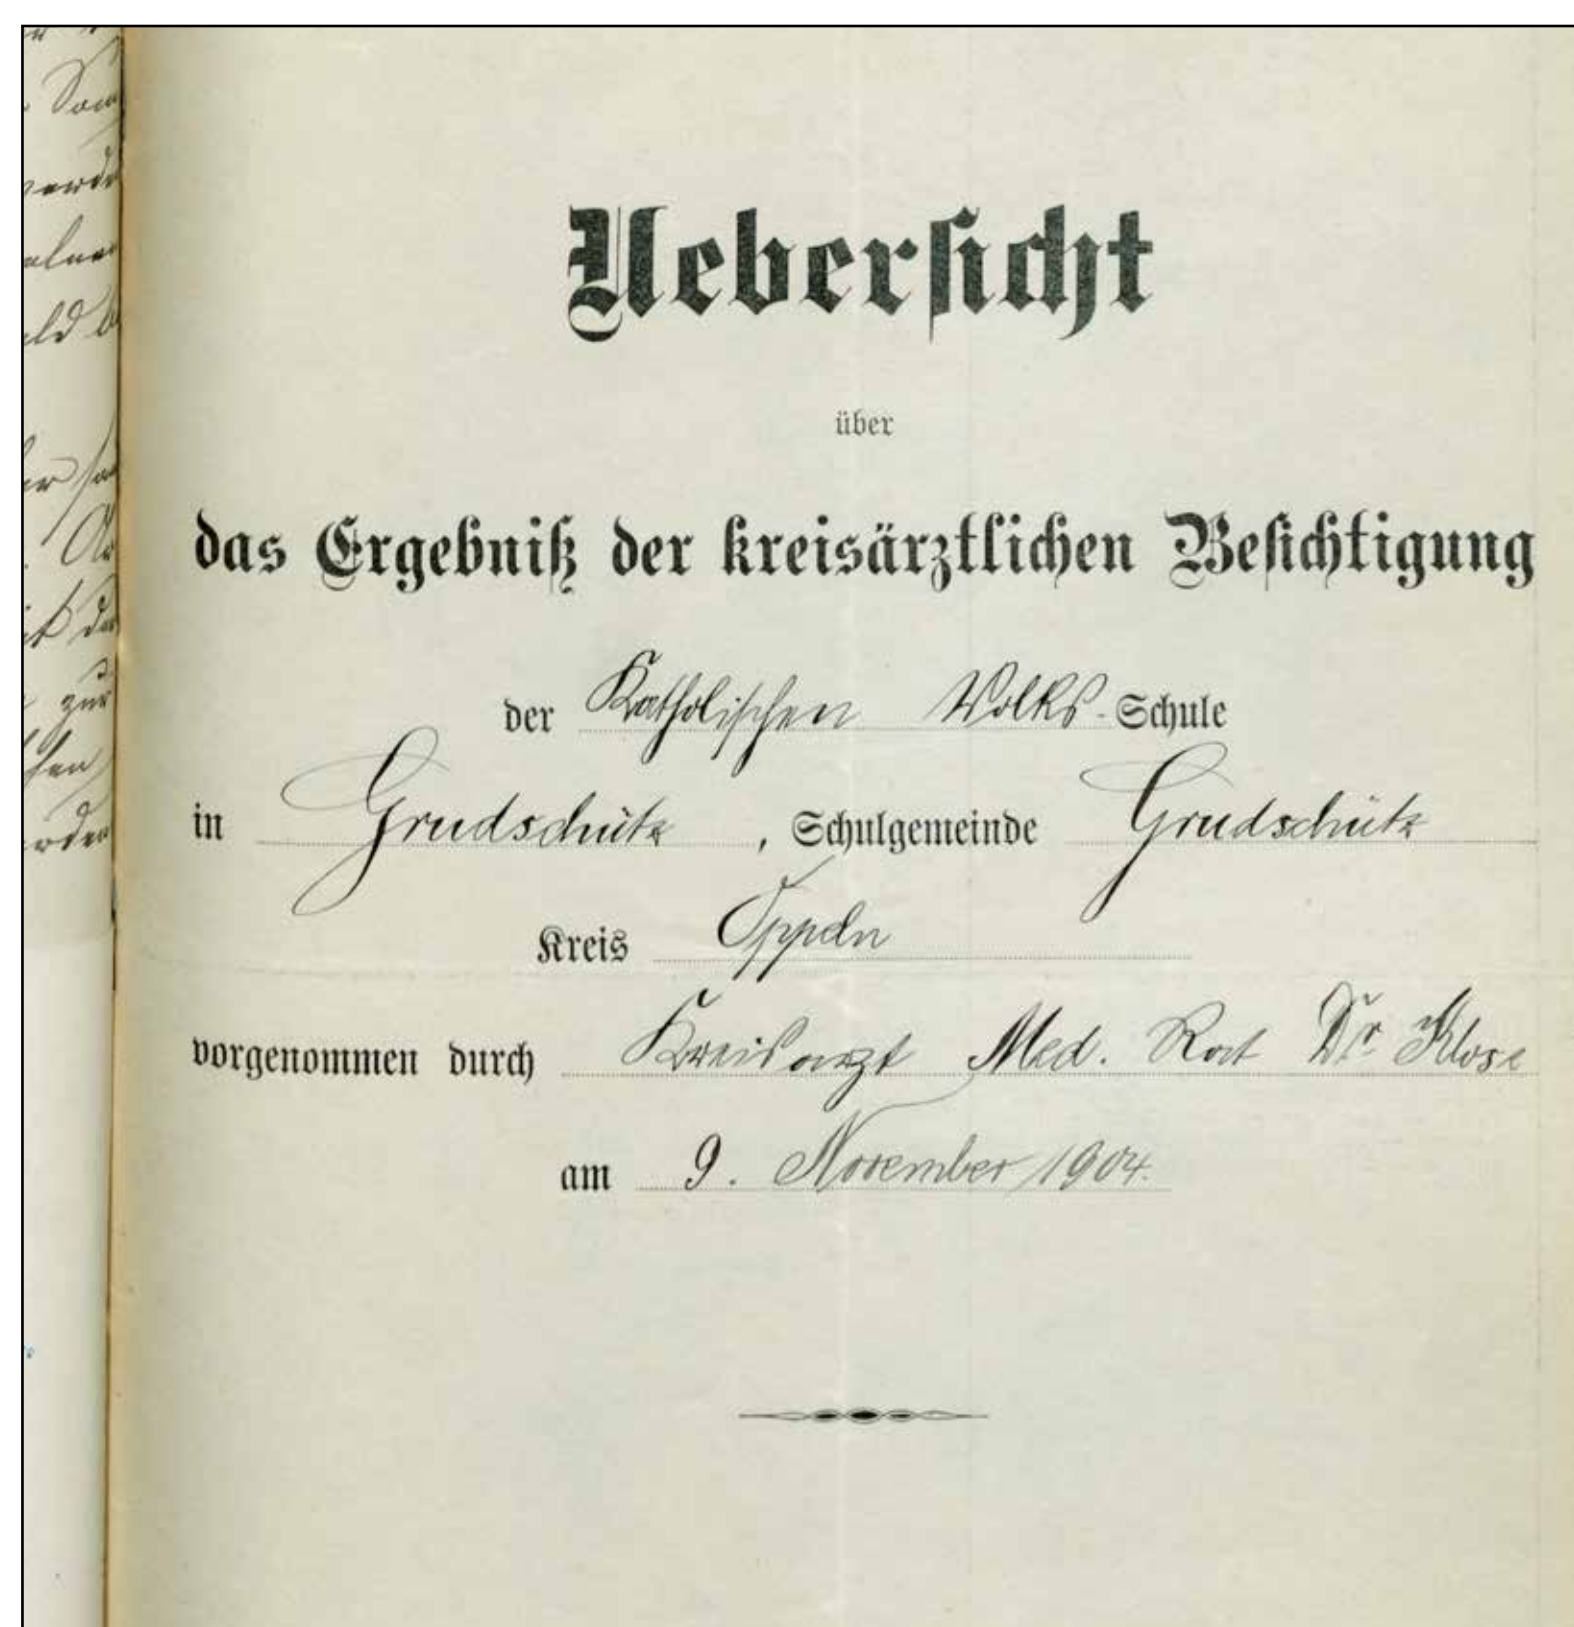 Uebersicht
über
das Ergebniß der kreisärztlichen Besichtigung
der Katholischen Volks-Schule
in Grudschütz, Schulgemeinde Grudschütz
Kreis Oppeln
vorgenommen durch Kreisarzt Med. Rat Dr. Klose
am 9. November 1904.